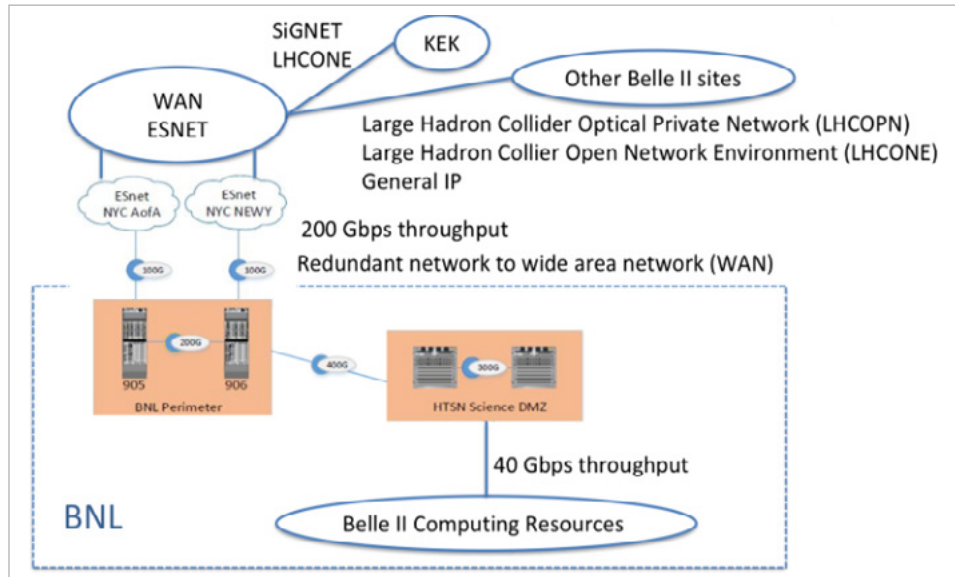 SiGNET
LHCONE
KEK
Other Belle II sites
WAN
ESNET
Large Hadron Collider Optical Private Network (LHCOPN)
Large Hadron Collier Open Network Environment (LHCONE)
General IP
ESnet
NYC AofA
ESnet
NYC NEWY
200 Gbps throughput
Redundant network to wide area network (WAN)
100G
100G
200G
905
906
BNL Perimeter
400G
300G
HTSN Science DMZ
40 Gbps throughput
BNL
Belle II Computing Resources